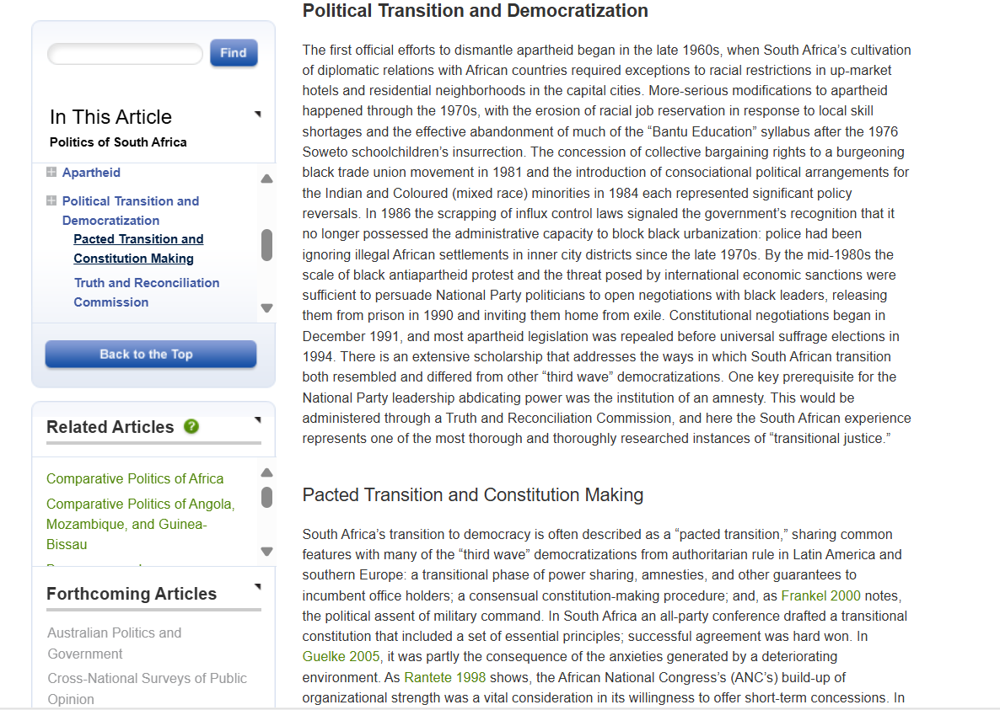 Find
In This Article
Politics of South Africa
Apartheid
Political Transition and
Democratization
Pacted Transition and
Constitution Making
Truth and Reconciliation
Commission
Back to the Top
Related Articles ?
Comparative Politics of Africa
Comparative Politics of Angola,
Mozambique, and Guinea-
Bissau
Forthcoming Articles
Australian Politics and
Government
Cross-National Surveys of Public
Opinion
Political Transition and Democratization
The first official efforts to dismantle apartheid began in the late 1960s, when South Africa’s cultivation
of diplomatic relations with African countries required exceptions to racial restrictions in up-market
hotels and residential neighborhoods in the capital cities. More-serious modifications to apartheid
happened through the 1970s, with the erosion of racial job reservation in response to local skill
shortages and the effective abandonment of much of the “Bantu Education” syllabus after the 1976
Soweto schoolchildren’s insurrection. The concession of collective bargaining rights to a burgeoning
black trade union movement in 1981 and the introduction of consociational political arrangements for
the Indian and Coloured (mixed race) minorities in 1984 each represented significant policy
reversals. In 1986 the scrapping of influx control laws signaled the government’s recognition that it
no longer possessed the administrative capacity to block black urbanization: police had been
ignoring illegal African settlements in inner city districts since the late 1970s. By the mid-1980s the
scale of black antiapartheid protest and the threat posed by international economic sanctions were
sufficient to persuade National Party politicians to open negotiations with black leaders, releasing
them from prison in 1990 and inviting them home from exile. Constitutional negotiations began in
December 1991, and most apartheid legislation was repealed before universal suffrage elections in
1994. There is an extensive scholarship that addresses the ways in which South African transition
both resembled and differed from other “third wave” democratizations. One key prerequisite for the
National Party leadership abdicating power was the institution of an amnesty. This would be
administered through a Truth and Reconciliation Commission, and here the South African experience
represents one of the most thorough and thoroughly researched instances of “transitional justice.”
Pacted Transition and Constitution Making
South Africa’s transition to democracy is often described as a “pacted transition,” sharing common
features with many of the “third wave” democratizations from authoritarian rule in Latin America and
southern Europe: a transitional phase of power sharing, amnesties, and other guarantees to
incumbent office holders; a consensual constitution-making procedure; and, as Frankel 2000 notes,
the political assent of military command. In South Africa an all-party conference drafted a transitional
constitution that included a set of essential principles; successful agreement was hard won. In
Guelke 2005, it was partly the consequence of the anxieties generated by a deteriorating
environment. As Rantete 1998 shows, the African National Congress’s (ANC’s) build-up of
organizational strength was a vital consideration in its willingness to offer short-term concessions. In